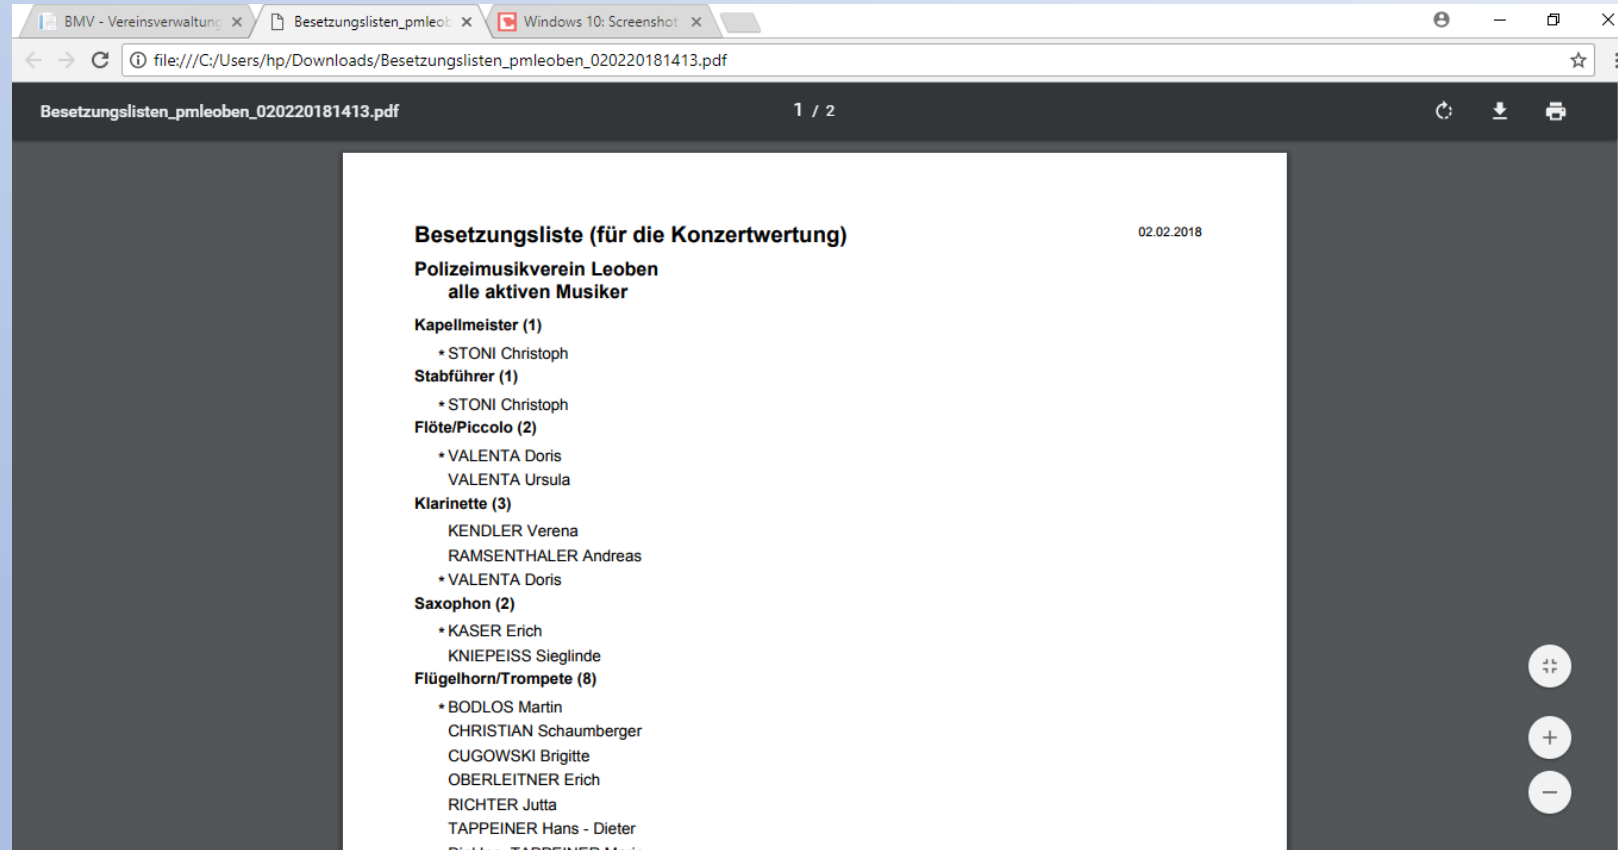 BMV - Vereinsverwaltung
Besetzungslisten_pmleob
Windows 10: Screenshot
file:///C:/Users/hp/Downloads/Besetzungslisten_pmleoben_020220181413.pdf
Besetzungslisten_pmleoben_020220181413.pdf
1 / 2
Besetzungsliste (für die Konzertwertung)
02.02.2018
Polizeimusikverein Leoben
alle aktiven Musiker
Kapellmeister (1)
* STONI Christoph
Stabführer (1)
* STONI Christoph
Flöte/Piccolo (2)
* VALENTA Doris
VALENTA Ursula
Klarinette (3)
KENDLER Verena
RAMSENTHALER Andreas
* VALENTA Doris
Saxophon (2)
* KASER Erich
KNIEPEISS Sieglinde
Flügelhorn/Trompete (8)
* BODLOS Martin
CHRISTIAN Schaumberger
CUGOWSKI Brigitte
OBERLEITNER Erich
RICHTER Jutta
TAPPEINER Hans - Dieter
TAPPEINER